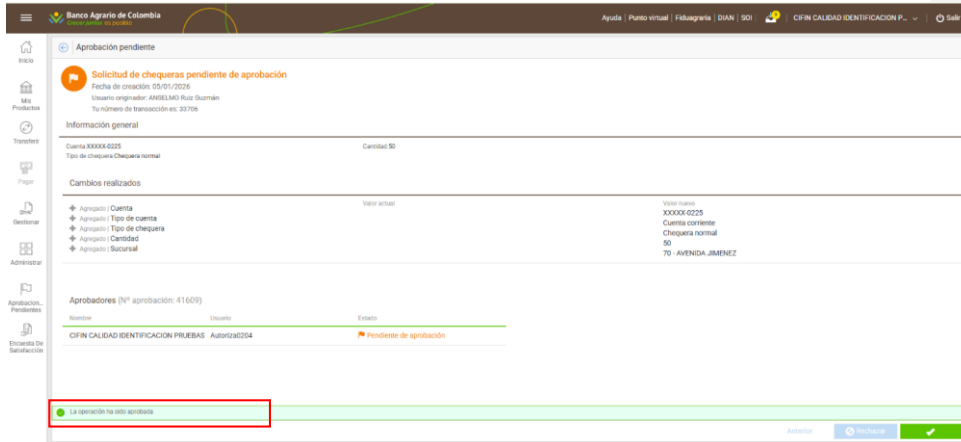 Banco Agrario de Colombia
Crecer juntos es posible
Ayuda | Punto virtual | Fiduagraria | DIAN | SOI
CIFIN CALIDAD IDENTIFICACION P...
Salir
Inicio
Mis Productos
Transferir
Pagar
Gestionar
Administrar
Aprobacion... Pendientes
Encuesta De Satisfacción
Aprobación pendiente
Solicitud de chequeras pendiente de aprobación
Fecha de creación: 05/01/2026
Usuario originador: ANSELMO Ruiz Guzmán
Tu número de transacción es: 33706
Información general
Cuenta XXXXX-0225
Cantidad 50
Tipo de chequera Chequera normal
Cambios realizados
Valor actual
Valor nuevo
Agregado | Cuenta
XXXXX-0225
Agregado | Tipo de cuenta
Cuenta corriente
Agregado | Tipo de chequera
Chequera normal
Agregado | Cantidad
50
Agregado | Sucursal
70 - AVENIDA JIMENEZ
Aprobadores (Nº aprobación: 41609)
Nombre Usuario Estado
CIFIN CALIDAD IDENTIFICACION PRUEBAS Autoriza0204 Pendiente de aprobación
La operación ha sido aprobada
Anterior
Rechazar